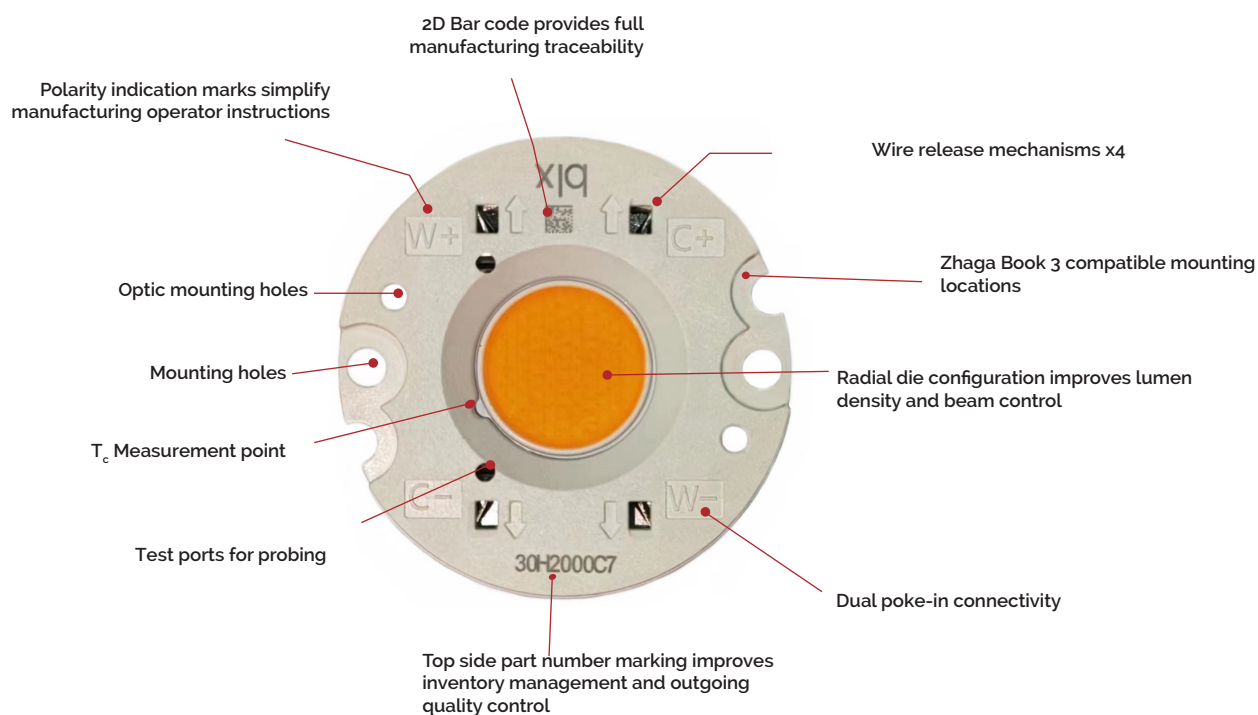 2D Bar code provides full
manufacturing traceability
Polarity indication marks simplify
manufacturing operator instructions
Wire release mechanisms x4
bIx
W+
C+
Zhaga Book 3 compatible mounting
locations
Optic mounting holes
Mounting holes
Radial die configuration improves lumen
density and beam control
Tc Measurement point
C-
W-
Test ports for probing
30H2000C7
Dual poke-in connectivity
Top side part number marking improves
inventory management and outgoing
quality control